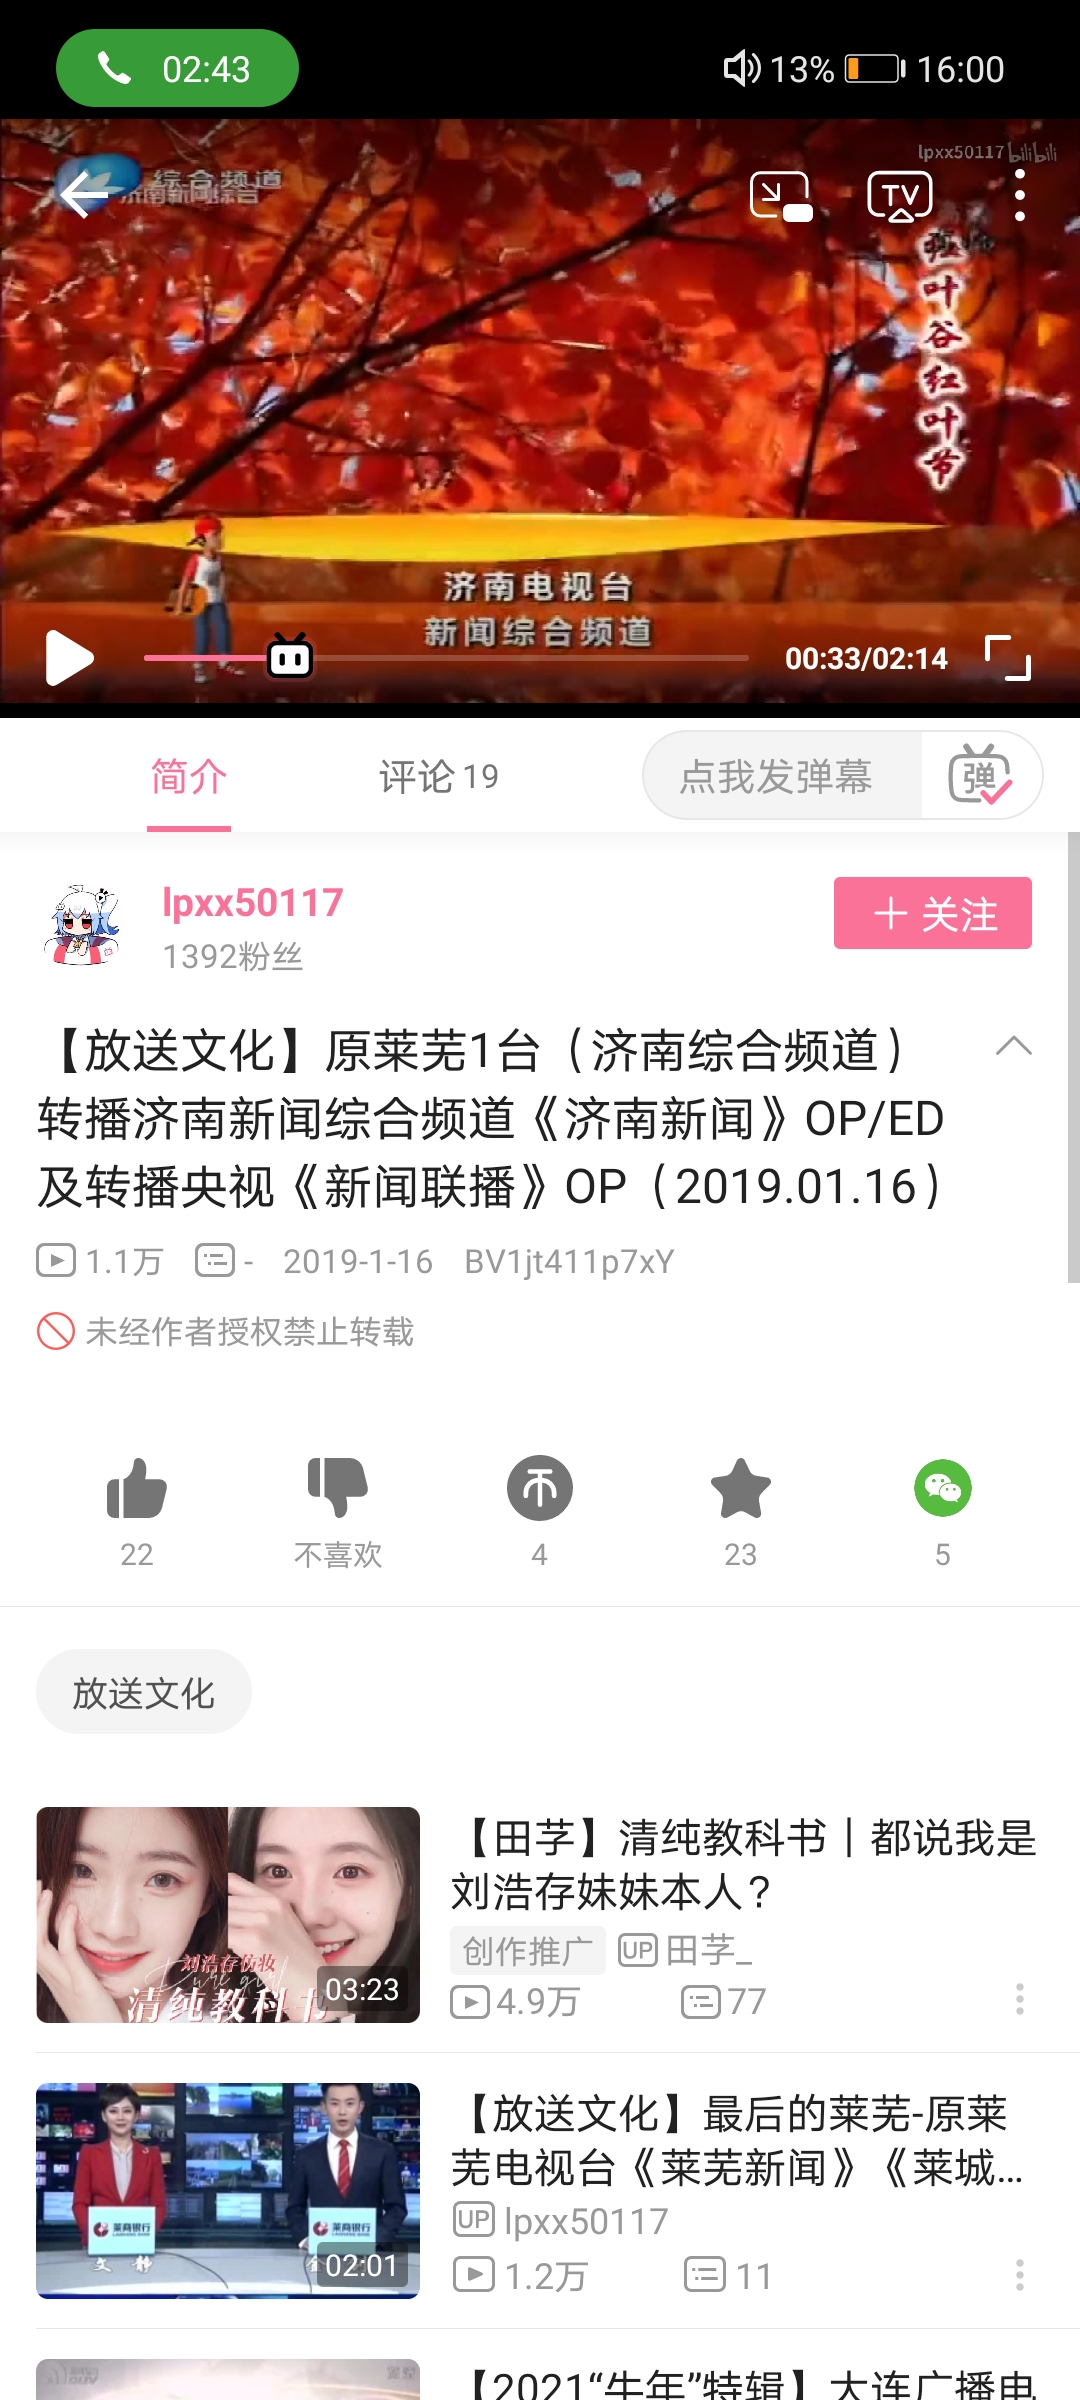 02:43
13%
16:00
lpxx50117 bilibili
综合频道
济南新闻综合
TV
红叶谷红叶节
济南电视台
新闻综合频道
00:33/02:14
简介
评论 19
点我发弹幕
弹
lpxx50117
1392粉丝
关注
【放送文化】原莱芜1台（济南综合频道）
转播济南新闻综合频道《济南新闻》OP/ED
及转播央视《新闻联播》OP（2019.01.16）
1.1万 - 2019-1-16 BV1jt411p7xY
未经作者授权禁止转载
22
不喜欢
4
23
5
放送文化
刘浩存仿妆
Pure girl
清纯教科书
03:23
【田芓】清纯教科书｜都说我是
刘浩存妹妹本人？
创作推广 UP 田芓_
4.9万 77
莱商银行
莱商银行
文静
02:01
【放送文化】最后的莱芜-原莱
芜电视台《莱芜新闻》《莱城...
UP lpxx50117
1.2万 11
【2021“牛年”特辑】大连广播电